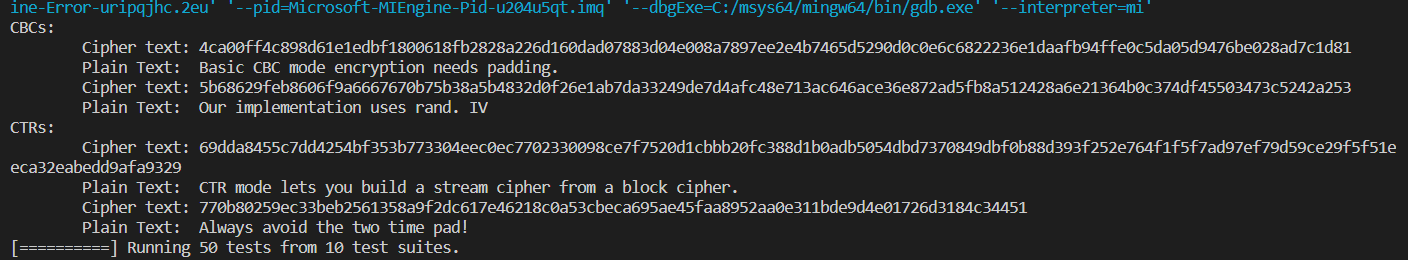 ine-Error-uripqjhc.2eu' '--pid=Microsoft-MIEngine-Pid-u204u5qt.imq' '--dbgExe=C:/msys64/mingw64/bin/gdb.exe' '--interpreter=mi'
CBCs:
Cipher text: 4ca00ff4c898d61e1edbf1800618fb2828a226d160dad07883d04e008a7897ee2e4b7465d5290d0c0e6c6822236e1daafb94ffe0c5da05d9476be028ad7c1d81
Plain Text: Basic CBC mode encryption needs padding.
Cipher text: 5b68629feb8606f9a6667670b75b38a5b4832d0f26e1ab7da33249de7d4afc48e713ac646ace36e872ad5fb8a512428a6e21364b0c374df45503473c5242a253
Plain Text: Our implementation uses rand. IV
CTRs:
Cipher text: 69dda8455c7dd4254bf353b773304eec0ec7702330098ce7f7520d1cbbb20fc388d1b0adb5054dbd7370849dbf0b88d393f252e764f1f5f7ad97ef79d59ce29f5f51e
eca32eabedd9afa9329
Plain Text: CTR mode lets you build a stream cipher from a block cipher.
Cipher text: 770b80259ec33beb2561358a9f2dc617e46218c0a53cbeca695ae45faa8952aa0e311bde9d4e01726d3184c34451
Plain Text: Always avoid the two time pad!
[==========] Running 50 tests from 10 test suites.